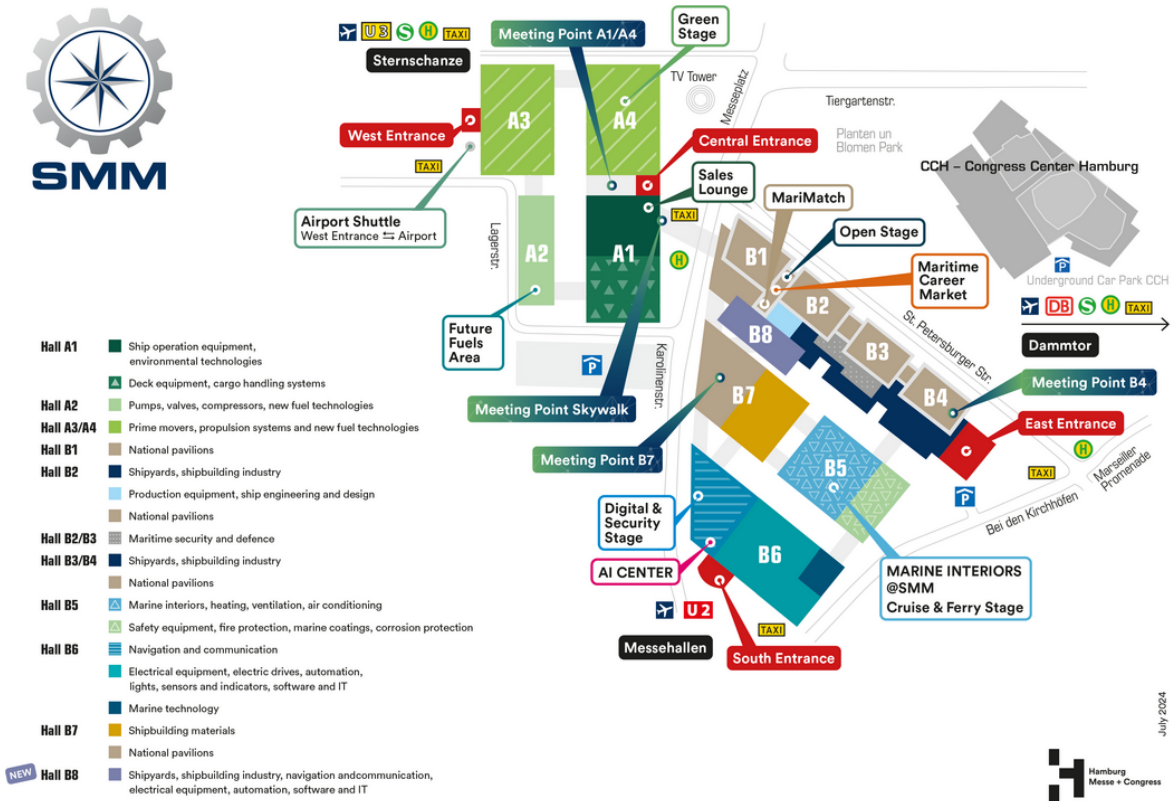 SMM
U3
S
H
TAXI
Sternschanze
Meeting Point A1/A4
Green
Stage
TV Tower
Messeplatz
Tiergartenstr.
Planten un
Blomen Park
CCH – Congress Center Hamburg
A3
A4
West Entrance
TAXI
Central Entrance
Sales
Lounge
MariMatch
TAXI
Airport Shuttle
West Entrance ⇆ Airport
Lagerstr.
A2
A1
H
B1
Open Stage
Maritime
Career
Market
P
Underground Car Park CCH
DB
S
H
TAXI
Dammtor
B2
St. Petersburger Str.
B3
B8
B4
Meeting Point B4
Future
Fuels
Area
P
Karolinenstr.
B7
Meeting Point Skywalk
East Entrance
Meeting Point B7
H
TAXI
Marseiller
Promenade
B5
P
Bei den Kirchhöfen
Digital &
Security
Stage
AI CENTER
B6
MARINE INTERIORS
@SMM
Cruise & Ferry Stage
U2
TAXI
Messehallen
South Entrance
Hall A1 Ship operation equipment,
environmental technologies
Deck equipment, cargo handling systems
Hall A2 Pumps, valves, compressors, new fuel technologies
Hall A3/A4 Prime movers, propulsion systems and new fuel technologies
Hall B1 National pavilions
Hall B2 Shipyards, shipbuilding industry
Production equipment, ship engineering and design
National pavilions
Hall B2/B3 Maritime security and defence
Hall B3/B4 Shipyards, shipbuilding industry
National pavilions
Hall B5 Marine interiors, heating, ventilation, air conditioning
Safety equipment, fire protection, marine coatings, corrosion protection
Hall B6 Navigation and communication
Electrical equipment, electric drives, automation,
lights, sensors and indicators, software and IT
Marine technology
Hall B7 Shipbuilding materials
National pavilions
NEW Hall B8 Shipyards, shipbuilding industry, navigation andcommunication,
electrical equipment, automation, software and IT
July 2024
Hamburg
Messe + Congress